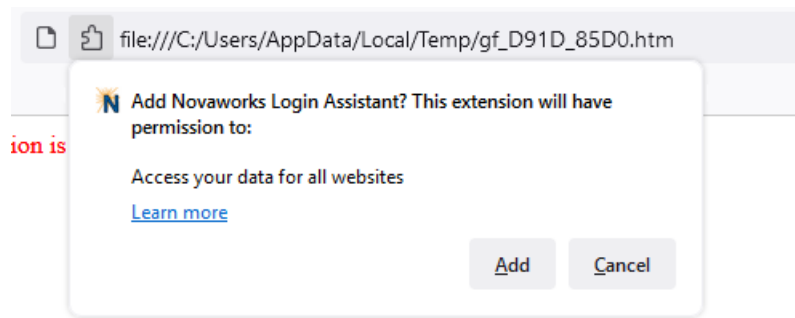 file:///C:/Users/AppData/Local/Temp/gf_D91D_85D0.htm
N Add Novaworks Login Assistant? This extension will have
permission to:
ion is
Access your data for all websites
Learn more
Add Cancel